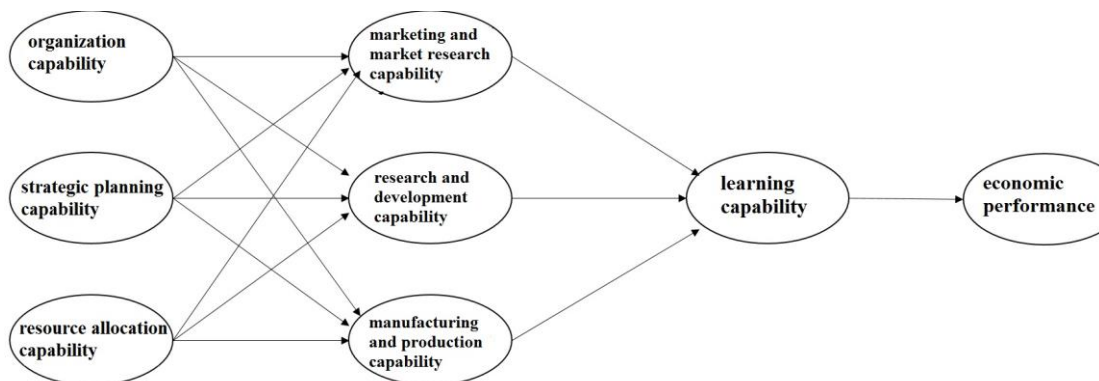 organization
capability
marketing and
market research
capability
strategic planning
capability
research and
development
capability
learning
capability
economic
performance
resource allocation
capability
manufacturing
and production
capability